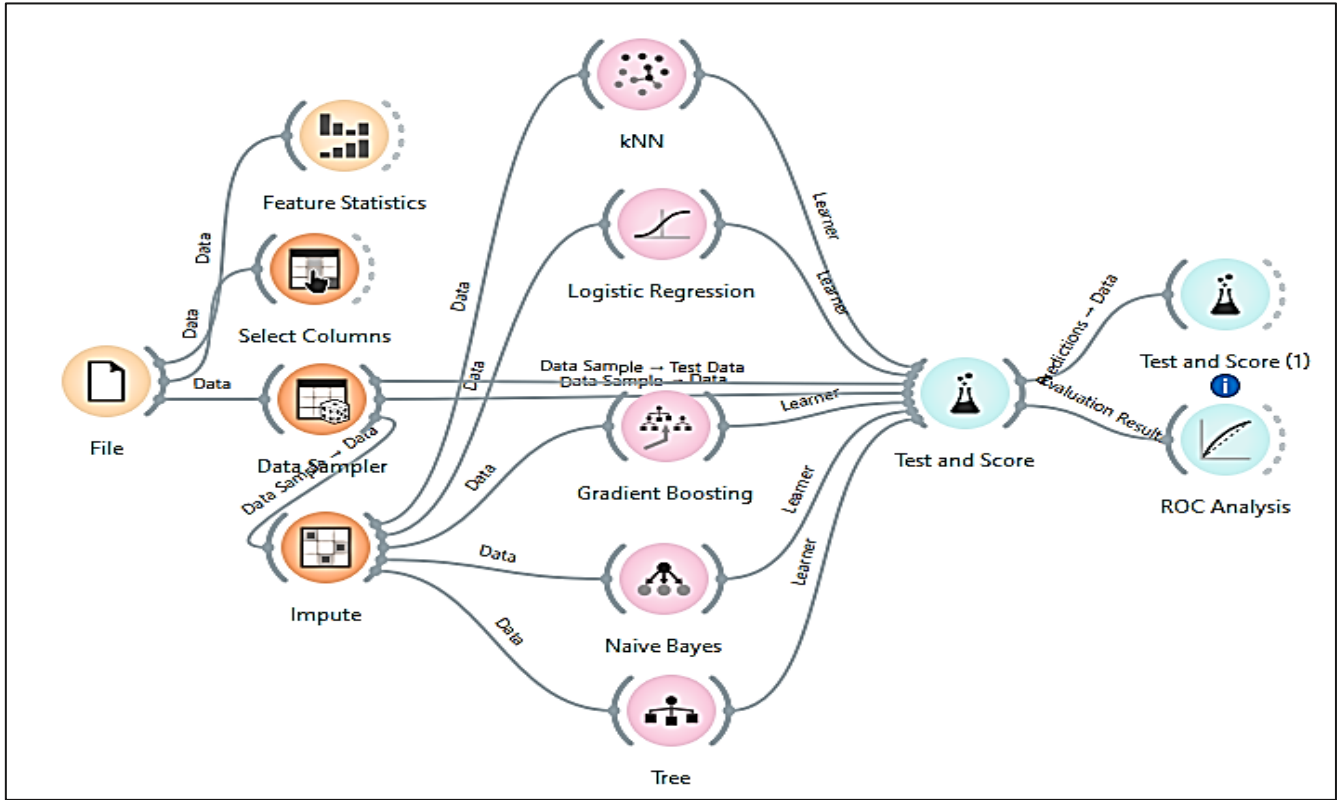 kNN
Data
Feature Statistics
Learner
Data
Logistic Regression
Learner
Data
Select Columns
Data
Data
Predictions → Data
Test and Score (1)
i
File
Data
Data Sampler
Data Sample → Data
Data Sample → Test Data
Data Sample → Data
Learner
Gradient Boosting
Data
Test and Score
Evaluation Result
ROC Analysis
Impute
Data
Learner
Naive Bayes
Data
Learner
Tree